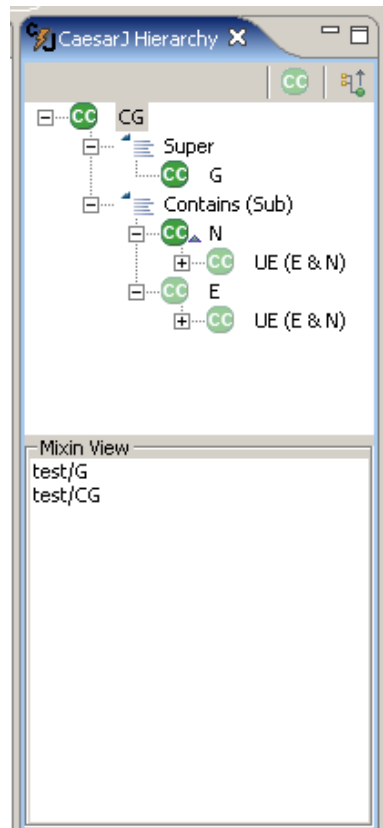 CJ CaesarJ Hierarchy
CC
CC CG
Super
CC G
Contains (Sub)
CC N
CC UE (E & N)
CC E
CC UE (E & N)
Mixin View
test/G
test/CG